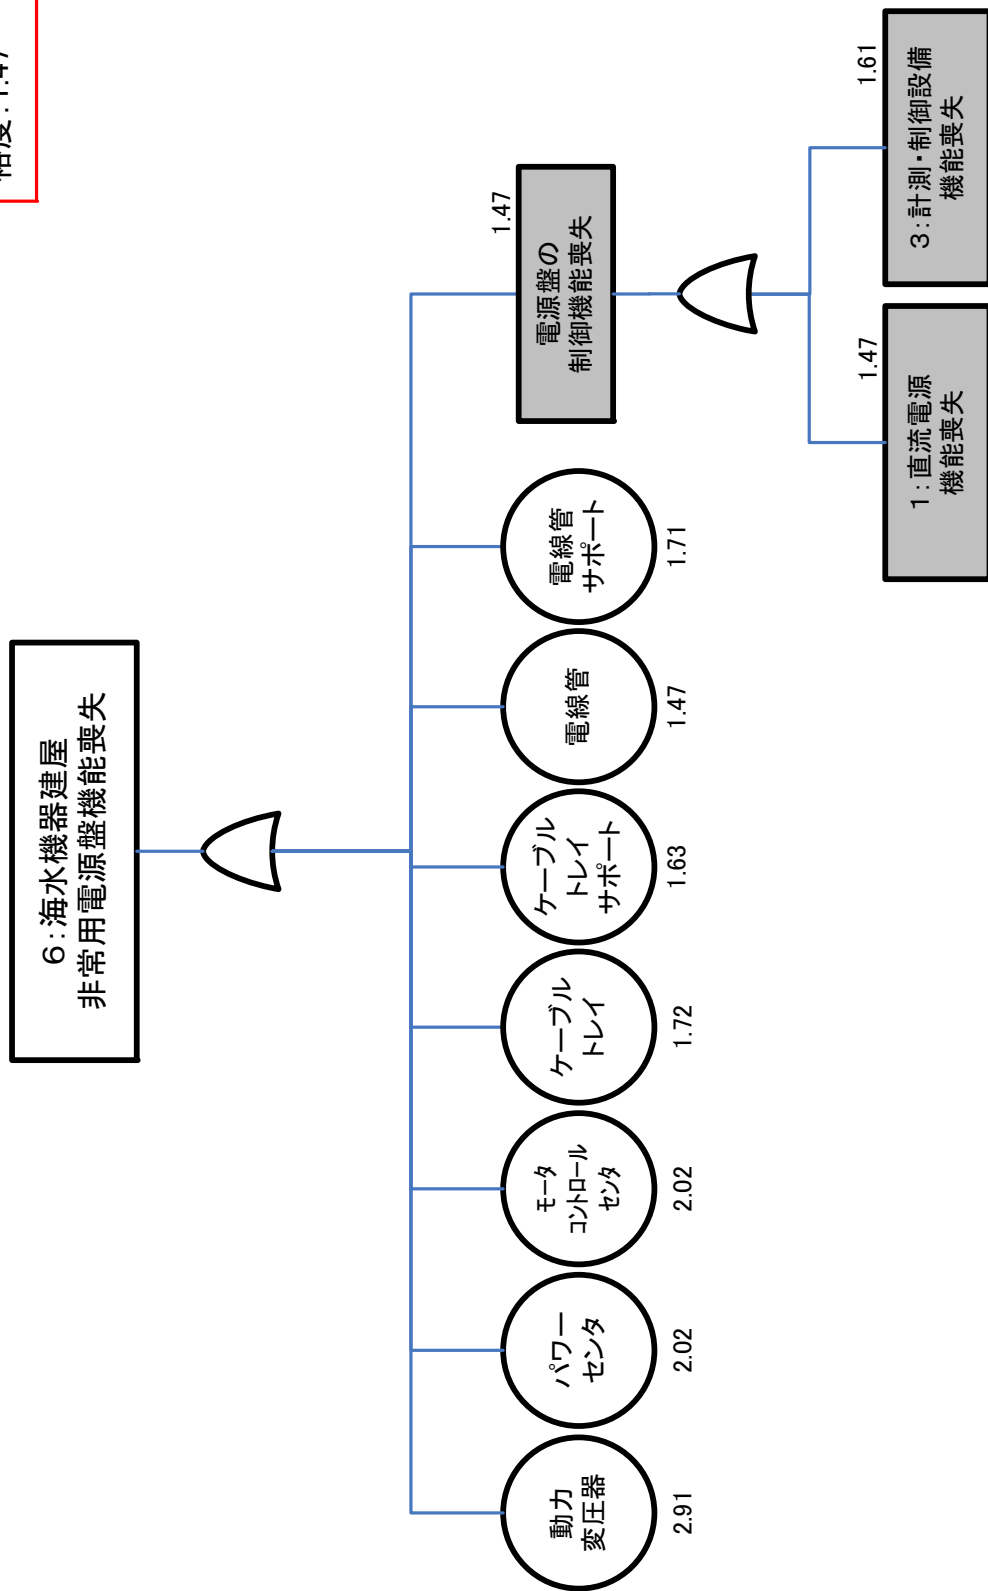 裕度:1.47
6:海水機器建屋
非常用電源盤機能喪失
動力
変圧器
2.91
パワー
センタ
2.02
モータ
コントロール
センタ
2.02
ケーブル
トレイ
1.72
ケーブル
トレイ
サポート
1.63
電線管
1.47
電線管
サポート
1.71
1.47
電源盤の
制御機能喪失
1.47
1:直流電源
機能喪失
1.61
3:計測・制御設備
機能喪失